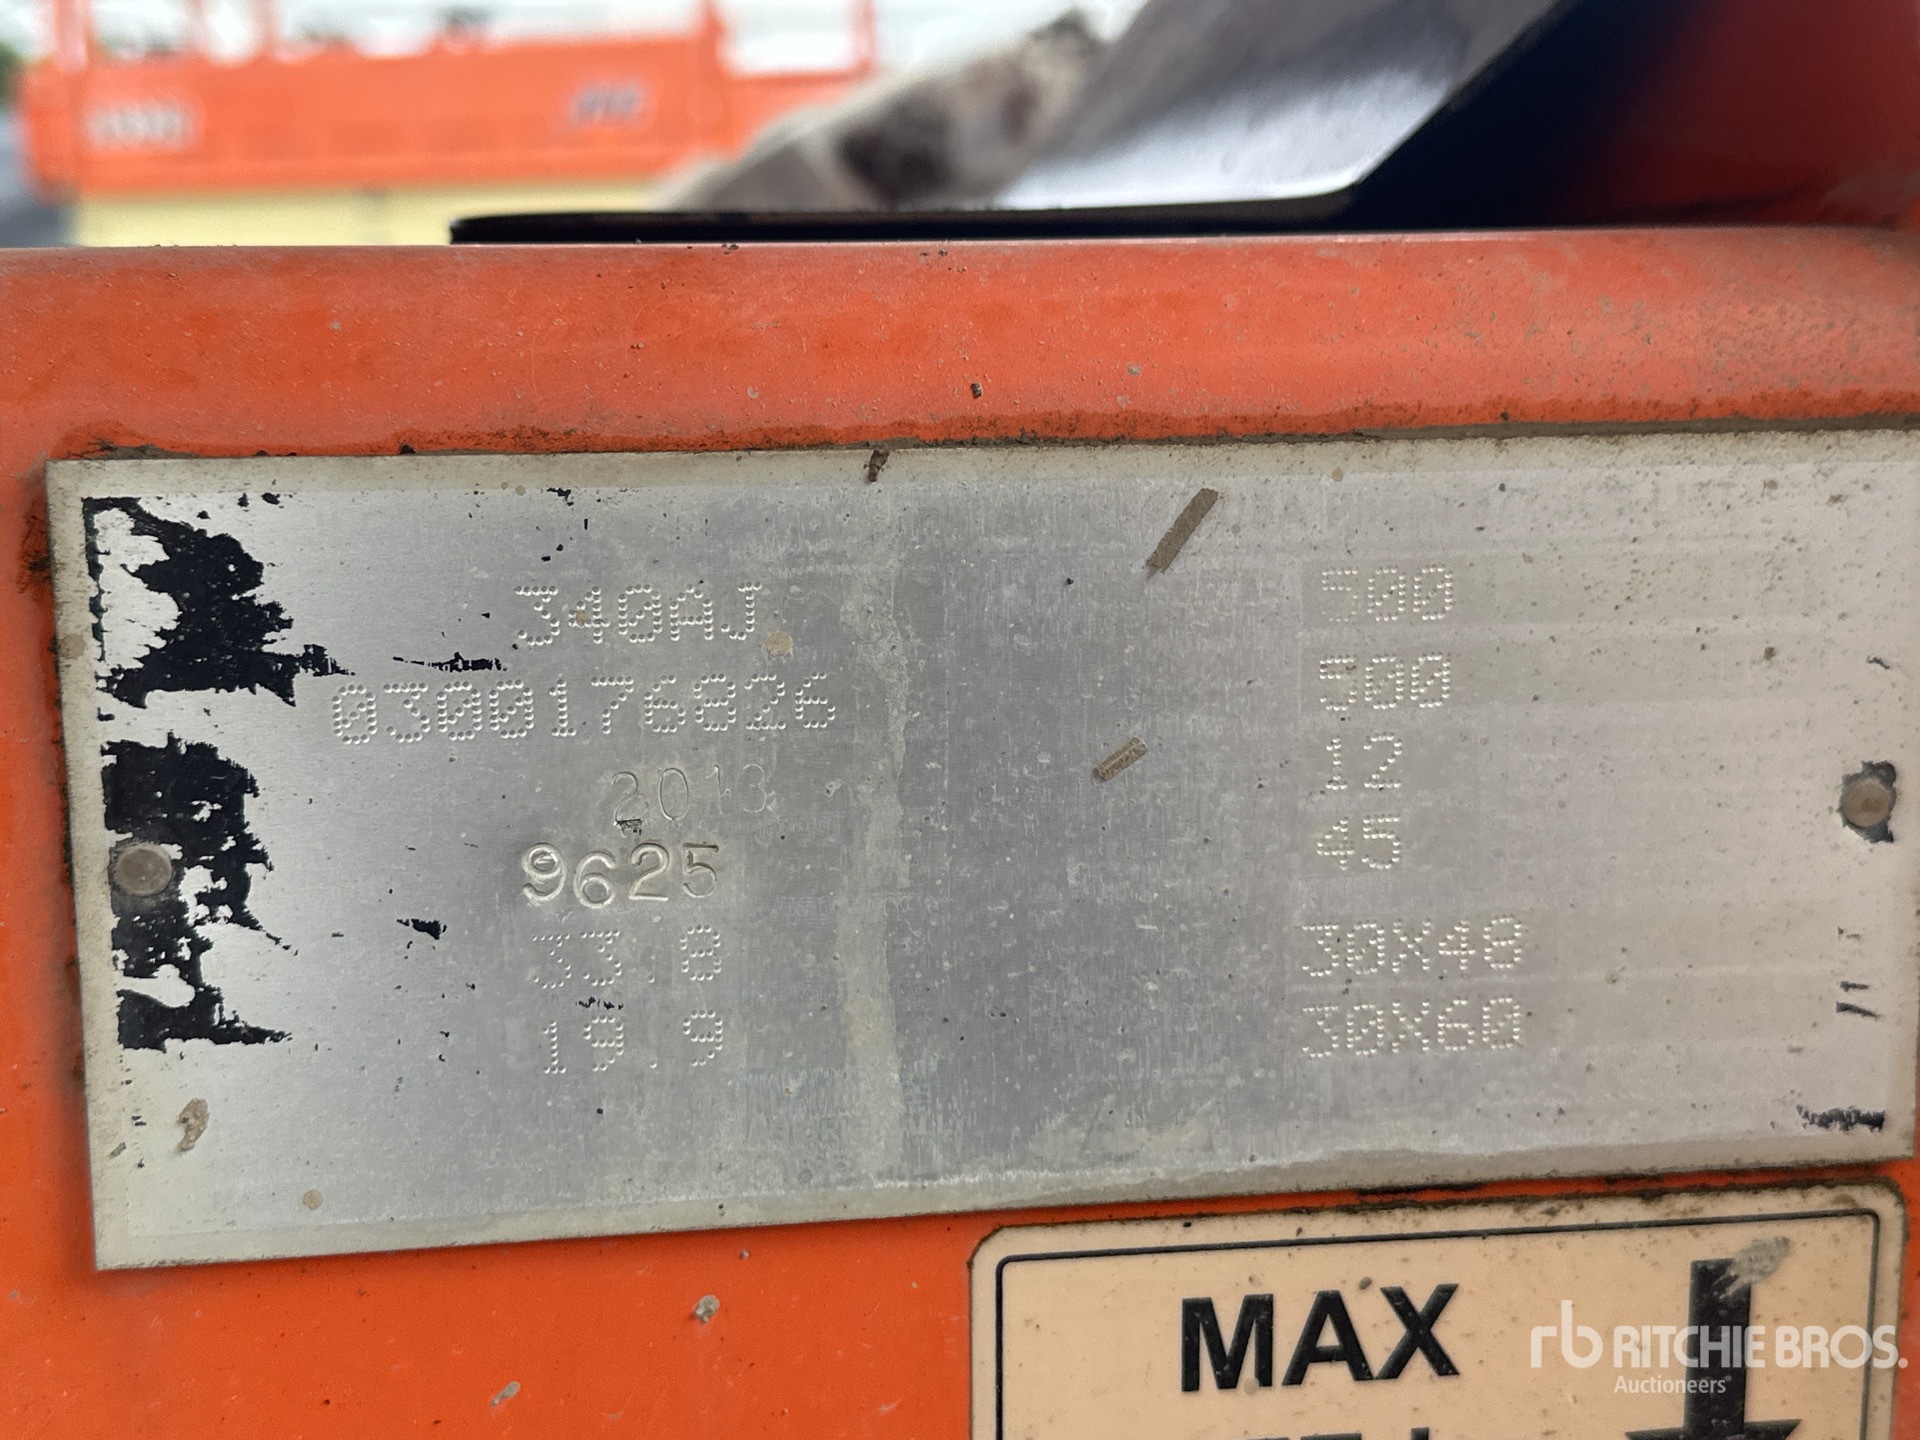 340AJ
0300176826
2013
9625
33.8
19.9
500
500
12
45
30X48
30X60
MAX
rb RITCHIE BROS.
Auctioneers